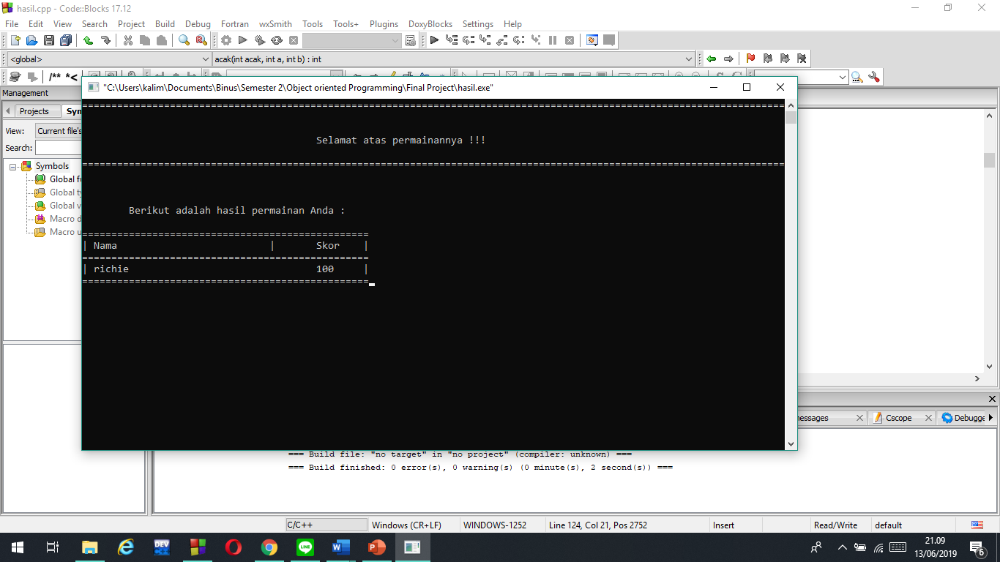 hasil.cpp - Code::Blocks 17.12
File Edit View Search Project Build Debug Fortran wxSmith Tools Tools+ Plugins DoxyBlocks Settings Help
<global> acak(int acak, int a, int b) : int
/** *<
Management
"C:\Users\kalim\Documents\Binus\Semester 2\Object oriented Programming\Final Project\hasil.exe"
Projects Sym
View: Current file's
Search:
Symbols
Global fu
Global ty
Global v
Macro d
Macro u
========================================================================================================================
Selamat atas permainannya !!!
========================================================================================================================
Berikut adalah hasil permainan Anda :
=================================================
| Nama | Skor |
=================================================
| richie 100 |
=================================================
messages Cscope Debugge
=== Build file: "no target" in "no project" (compiler: unknown) ===
=== Build finished: 0 error(s), 0 warning(s) (0 minute(s), 2 second(s)) ===
C/C++ Windows (CR+LF) WINDOWS-1252 Line 124, Col 21, Pos 2752 Insert Read/Write default
DEV LINE W P 21.09
13/06/2019 6